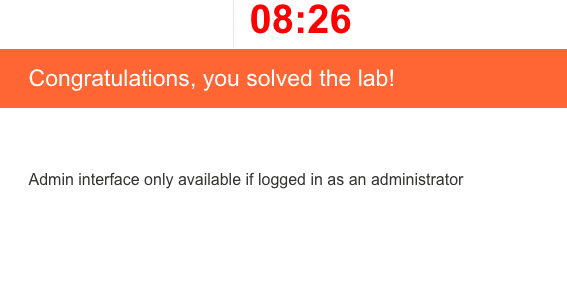 08:26
Congratulations, you solved the lab!
Admin interface only available if logged in as an administrator